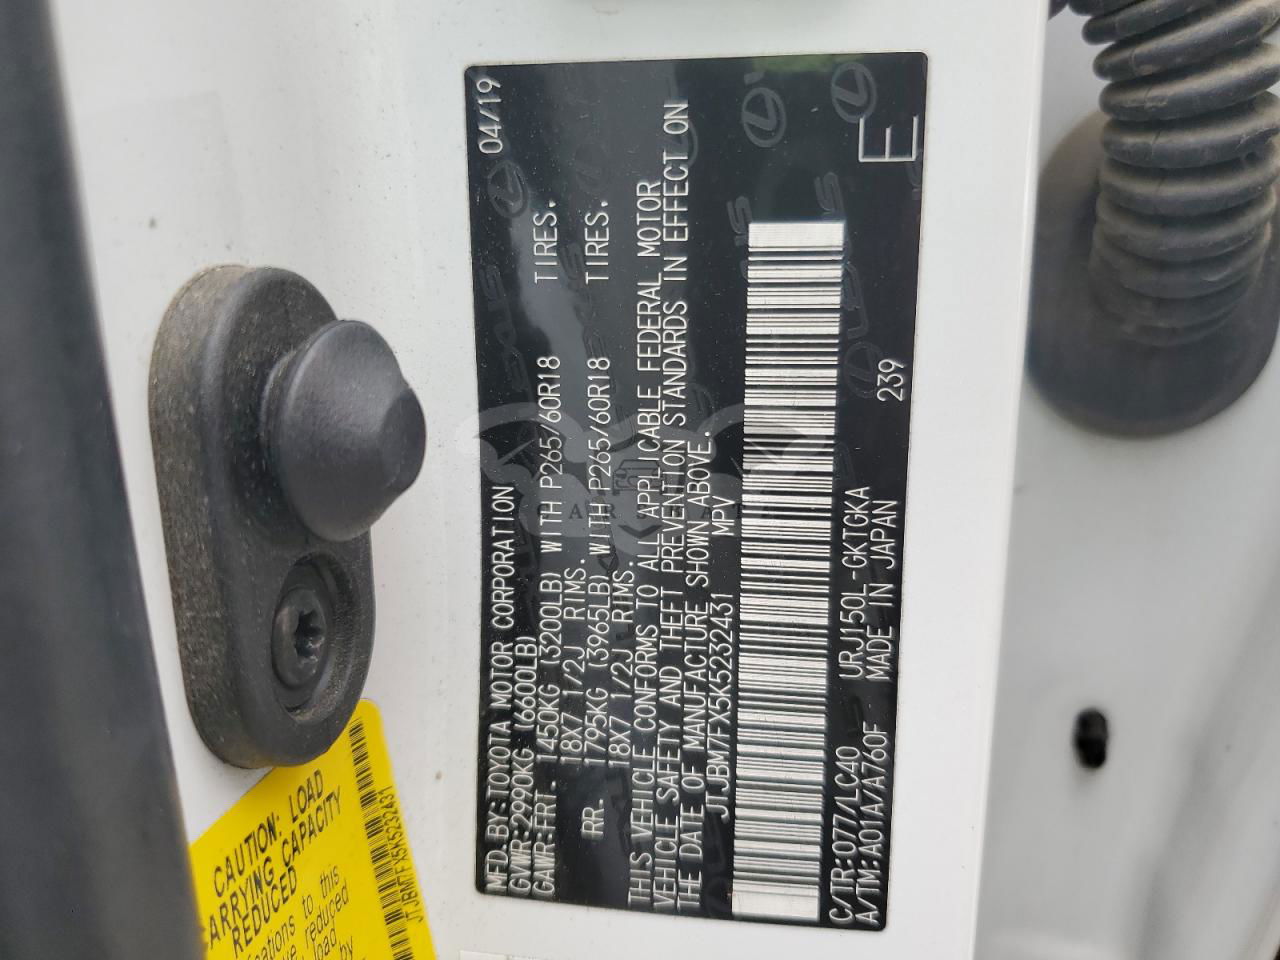 MFD.BY:TOYOTA MOTOR CORPORATION 04/19
GVWR:2990KG (6600LB)
GAWR:FRT. 1450KG (3200LB) WITH P265/60R18 TIRES.
18X7 1/2J RIMS.
RR. 1795KG (3965LB) WITH P265/60R18 TIRES.
18X7 1/2J RIMS.
THIS VEHICLE CONFORMS TO ALL APPLICABLE FEDERAL MOTOR
VEHICLE SAFETY AND THEFT PREVENTION STANDARDS IN EFFECT ON
THE DATE OF MANUFACTURE SHOWN ABOVE.
JTJBM7FX5K5232431 MPV
C/TR:077/LC40 URJ150L-GKTGKA 239
A/TM:A01A/A760F MADE IN JAPAN
E
CAUTION: LOAD
CARRYING CAPACITY
REDUCED
JTJBM7FX5K5232431